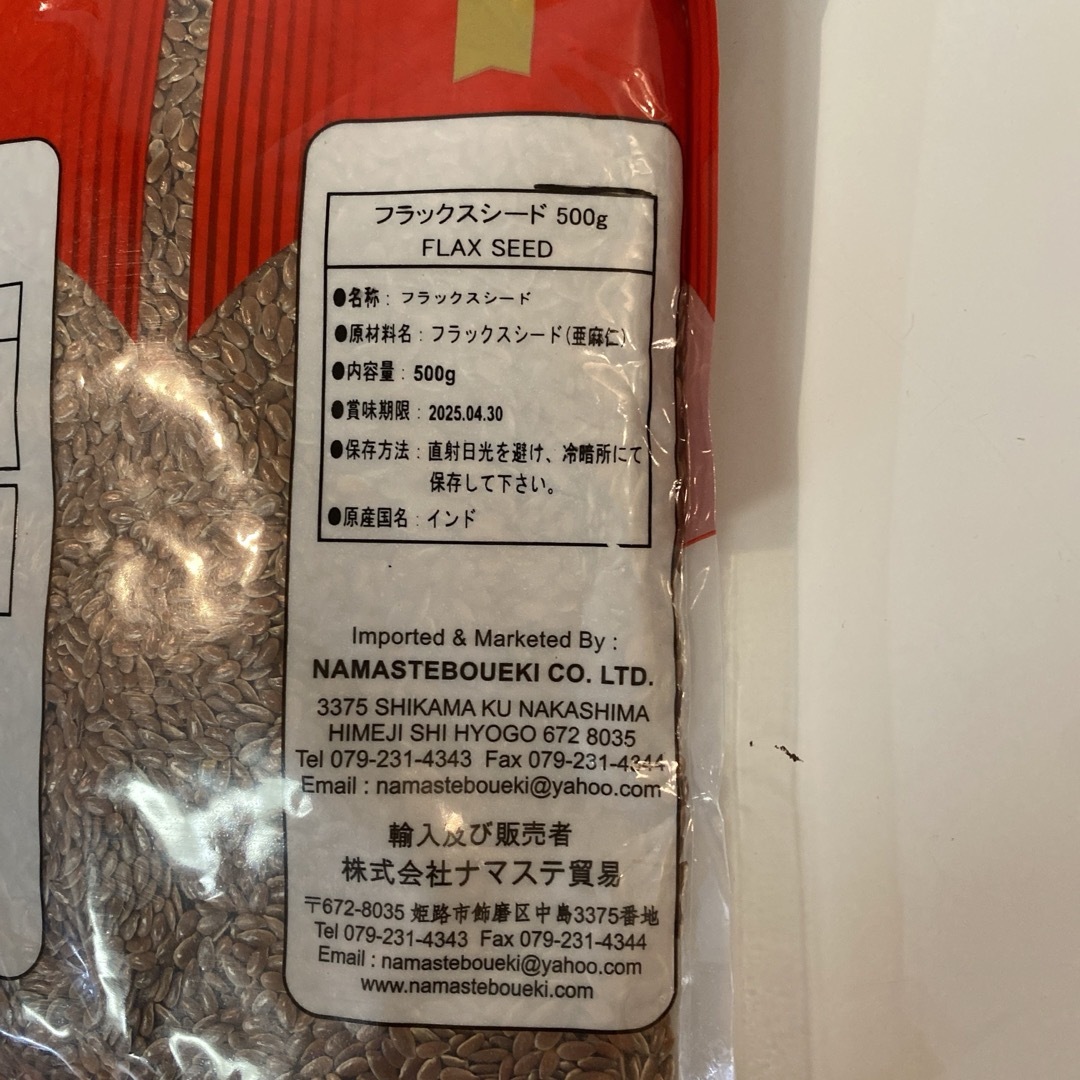 フラックスシード 500g
FLAX SEED
●名称：フラックスシード
●原材料名：フラックスシード(亜麻仁)
●内容量：500g
●賞味期限：2025.04.30
●保存方法：直射日光を避け、冷暗所にて
保存して下さい。
●原産国名：インド
Imported & Marketed By :
NAMASTEBOUEKI CO. LTD.
3375 SHIKAMA KU NAKASHIMA
HIMEJI SHI HYOGO 672 8035
Tel 079-231-4343 Fax 079-231-4344
Email : namasteboueki@yahoo.com
輸入及び販売者
株式会社ナマステ貿易
〒672-8035 姫路市飾磨区中島3375番地
Tel 079-231-4343 Fax 079-231-4344
Email : namasteboueki@yahoo.com
www.namasteboueki.com